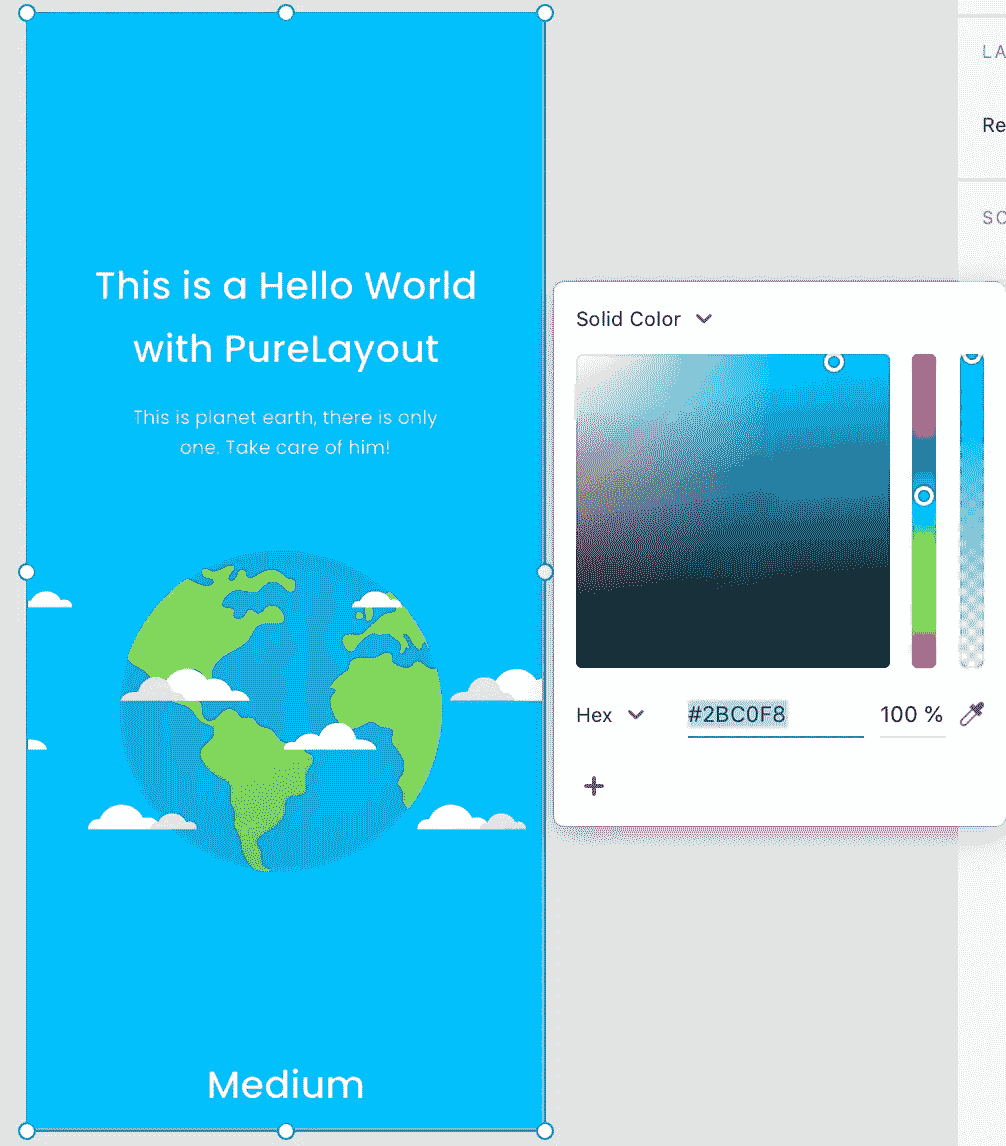 This is a Hello World
with PureLayout
This is planet earth, there is only
one. Take care of him!
Medium
LA
Re
SC
Solid Color
Hex
#2BC0F8
100 %